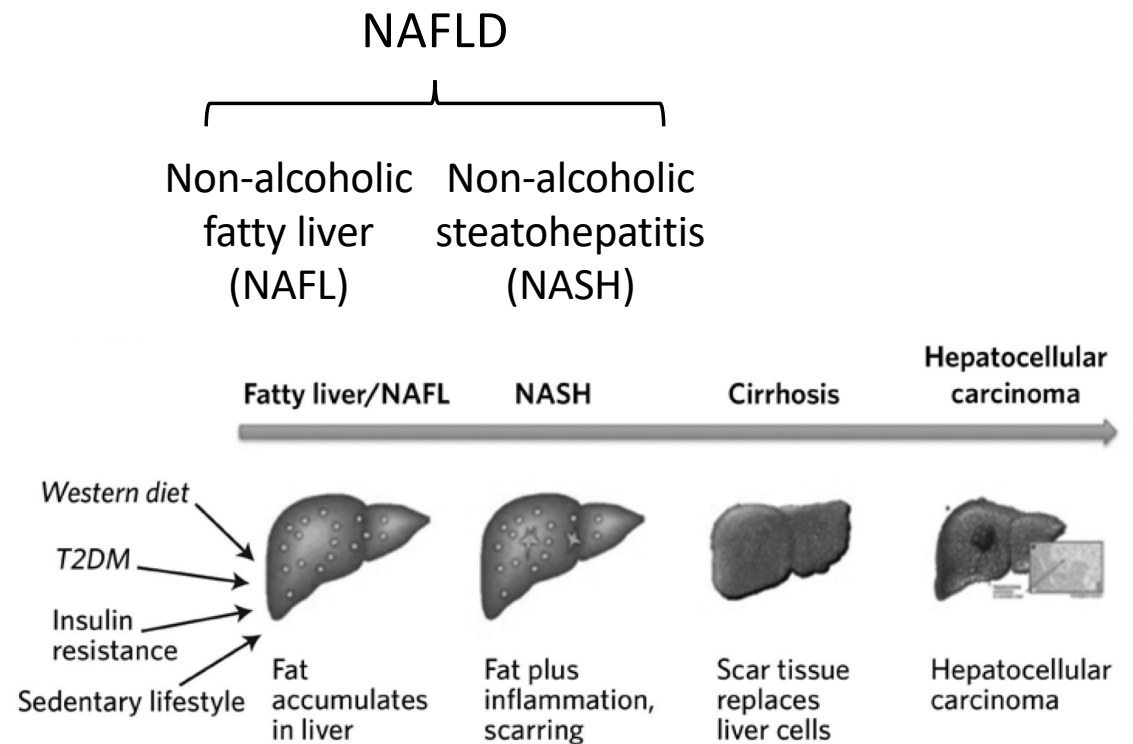 NAFLD
Non-alcoholic
fatty liver
(NAFL)
Non-alcoholic
steatohepatitis
(NASH)
Fatty liver/NAFL
NASH
Cirrhosis
Hepatocellular
carcinoma
Western diet
T2DM
Insulin
resistance
Sedentary lifestyle
Fat
accumulates
in liver
Fat plus
inflammation,
scarring
Scar tissue
replaces
liver cells
Hepatocellular
carcinoma